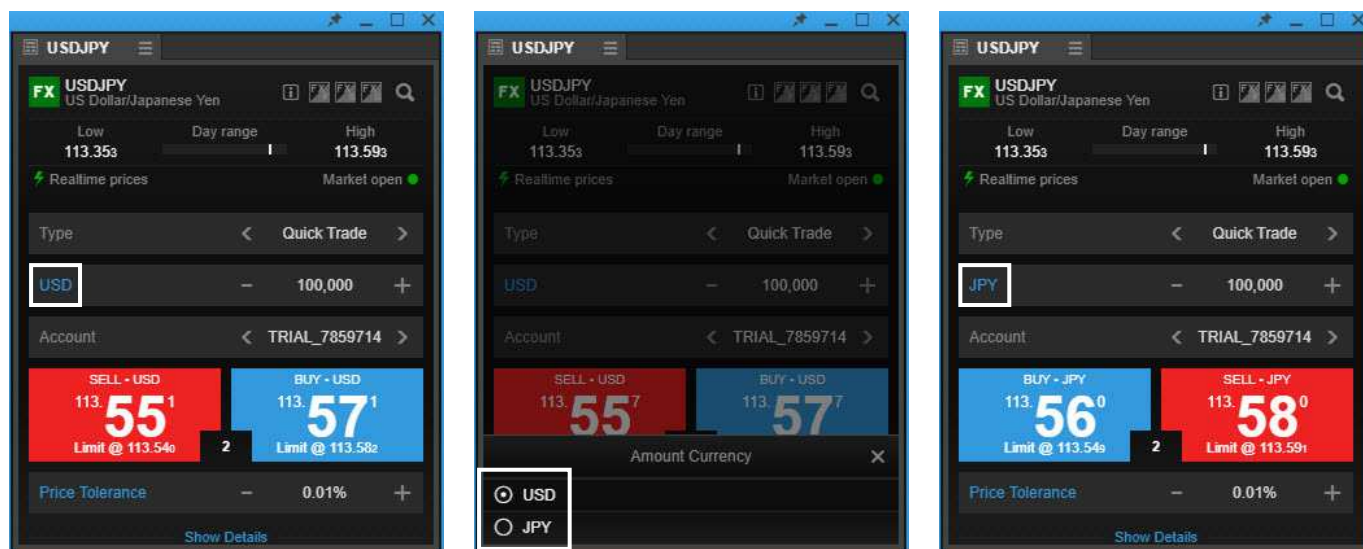 USDJPY
FX USDJPY
US Dollar/Japanese Yen
Low Day range High
113.353 113.593
Realtime prices Market open
Type < Quick Trade >
USD − 100,000 +
Account < TRIAL_7859714 >
SELL - USD BUY - USD
113.551 113.571
Limit @ 113.540 2 Limit @ 113.582
Price Tolerance − 0.01% +
Show Details
USDJPY
FX USDJPY
US Dollar/Japanese Yen
Low Day range High
113.353 113.593
Realtime prices Market open
Type < Quick Trade >
USD − 100,000 +
Account < TRIAL_7859714 >
SELL - USD BUY - USD
113.557 113.577
Amount Currency
USD
JPY
USDJPY
FX USDJPY
US Dollar/Japanese Yen
Low Day range High
113.353 113.593
Realtime prices Market open
Type < Quick Trade >
JPY − 100,000 +
Account < TRIAL_7859714 >
BUY - JPY SELL - JPY
113.560 113.580
Limit @ 113.549 2 Limit @ 113.591
Price Tolerance − 0.01% +
Show Details